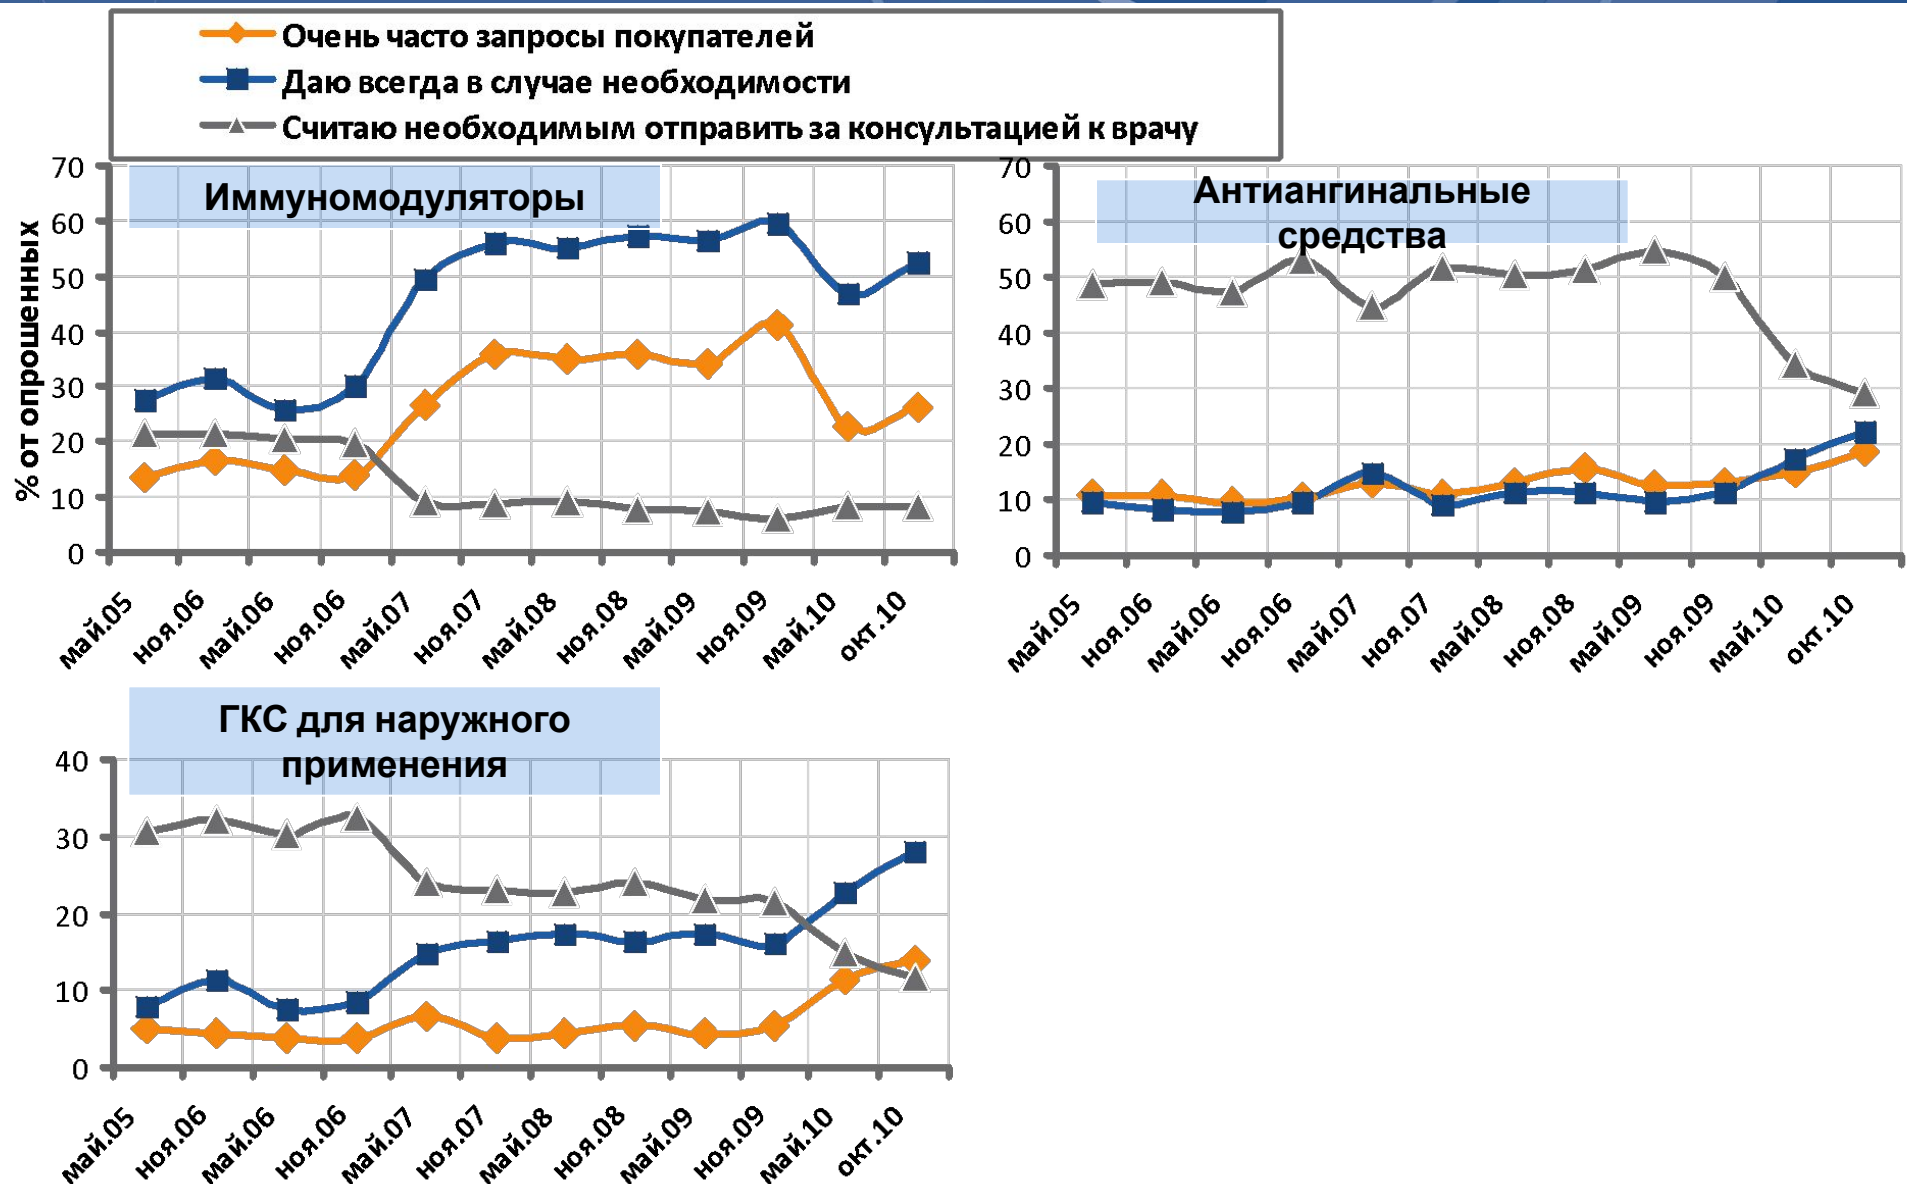 Очень часто запросы покупателей
Даю всегда в случае необходимости
Считаю необходимым отправить за консультацией к врачу
Иммуномодуляторы
% от опрошенных
70
60
50
40
30
20
10
0
май.05
ноя.06
май.06
ноя.06
май.07
ноя.07
май.08
ноя.08
май.09
ноя.09
май.10
окт.10
Антиангинальные
средства
70
60
50
40
30
20
10
0
май.05
ноя.06
май.06
ноя.06
май.07
ноя.07
май.08
ноя.08
май.09
ноя.09
май.10
окт.10
ГКС для наружного
применения
40
30
20
10
0
май.05
ноя.06
май.06
ноя.06
май.07
ноя.07
май.08
ноя.08
май.09
ноя.09
май.10
окт.10